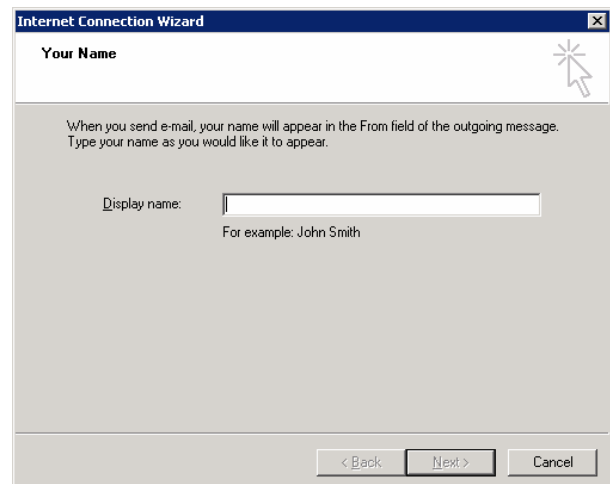 Internet Connection Wizard
Your Name
When you send e-mail, your name will appear in the From field of the outgoing message.
Type your name as you would like it to appear.
Display name:
For example: John Smith
< Back Next > Cancel